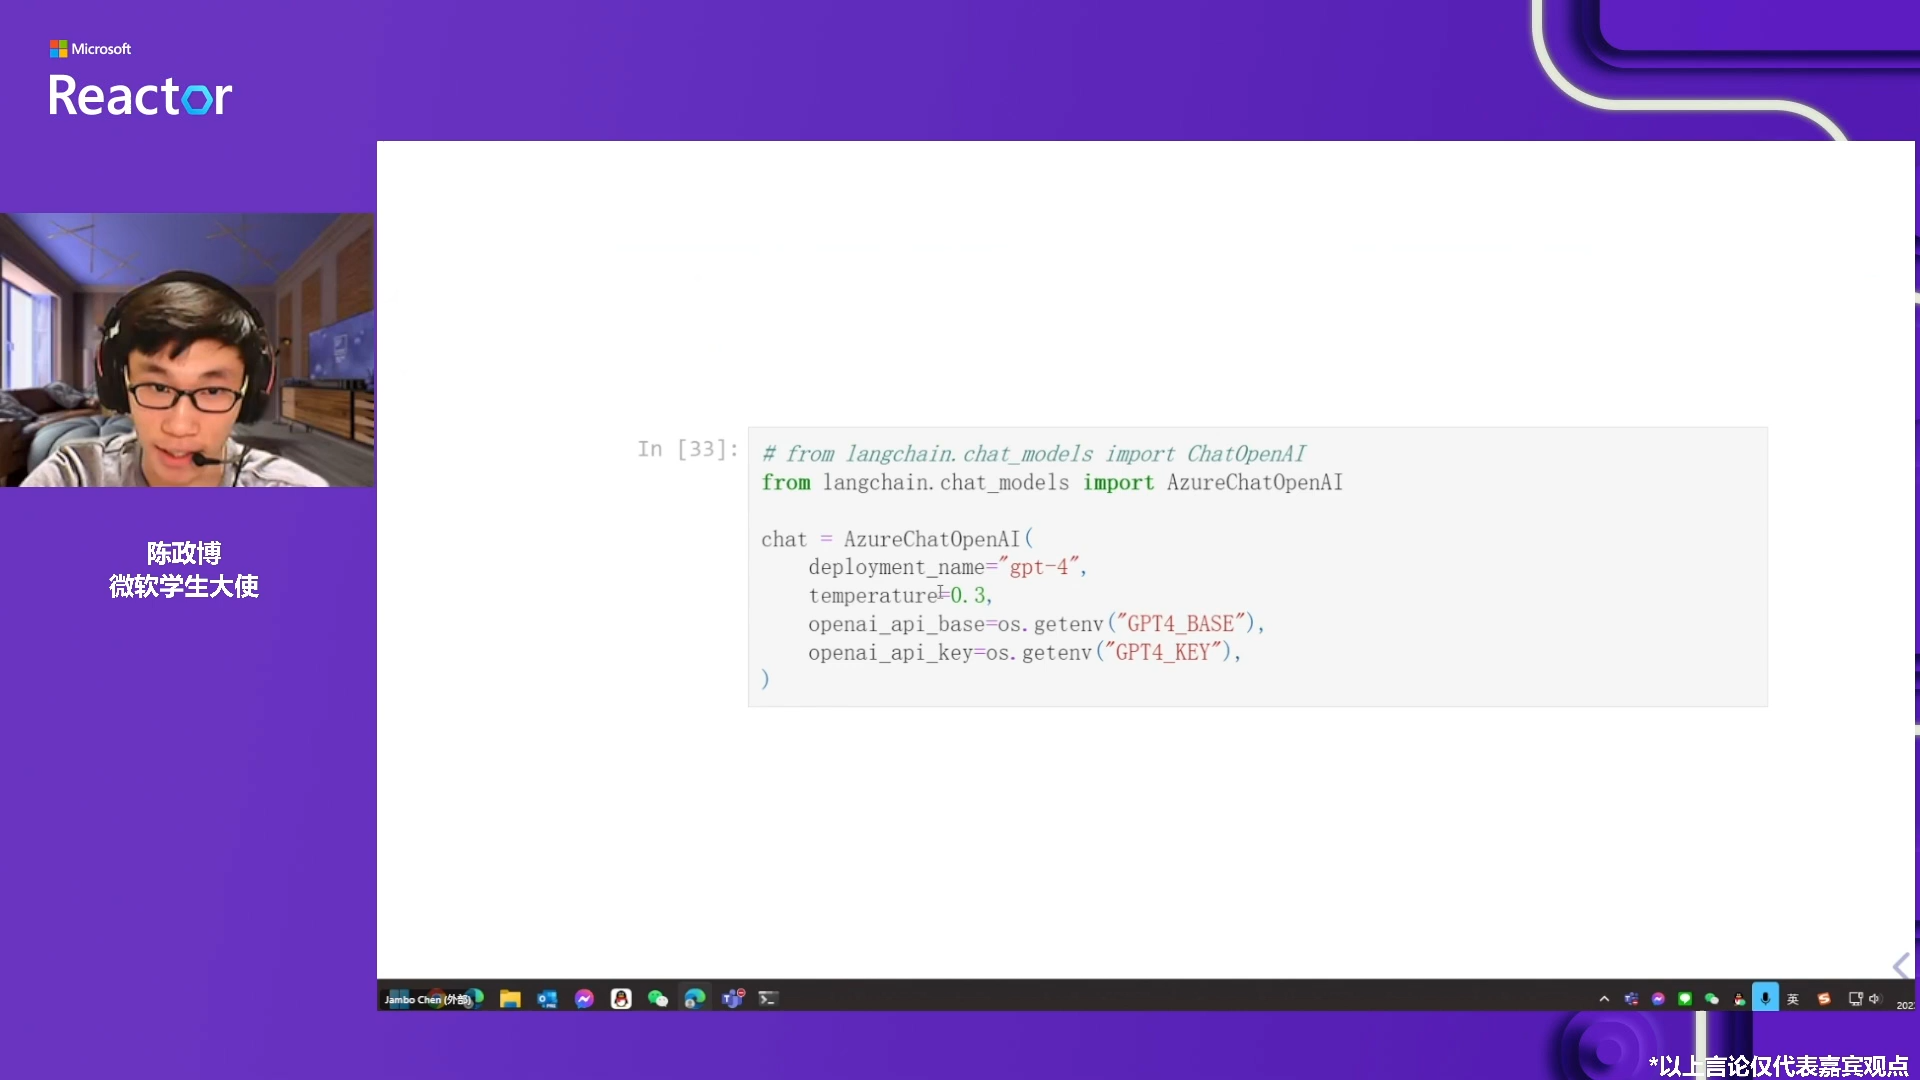 Microsoft
Reactor
陈政博
微软学生大使
In [33]:
# from langchain.chat_models import ChatOpenAI
from langchain.chat_models import AzureChatOpenAI
chat = AzureChatOpenAI(
deployment_name="gpt-4",
temperature=0.3,
openai_api_base=os.getenv("GPT4_BASE"),
openai_api_key=os.getenv("GPT4_KEY"),
)
Jambo Chen (外部)
英
202
*以上言论仅代表嘉宾观点